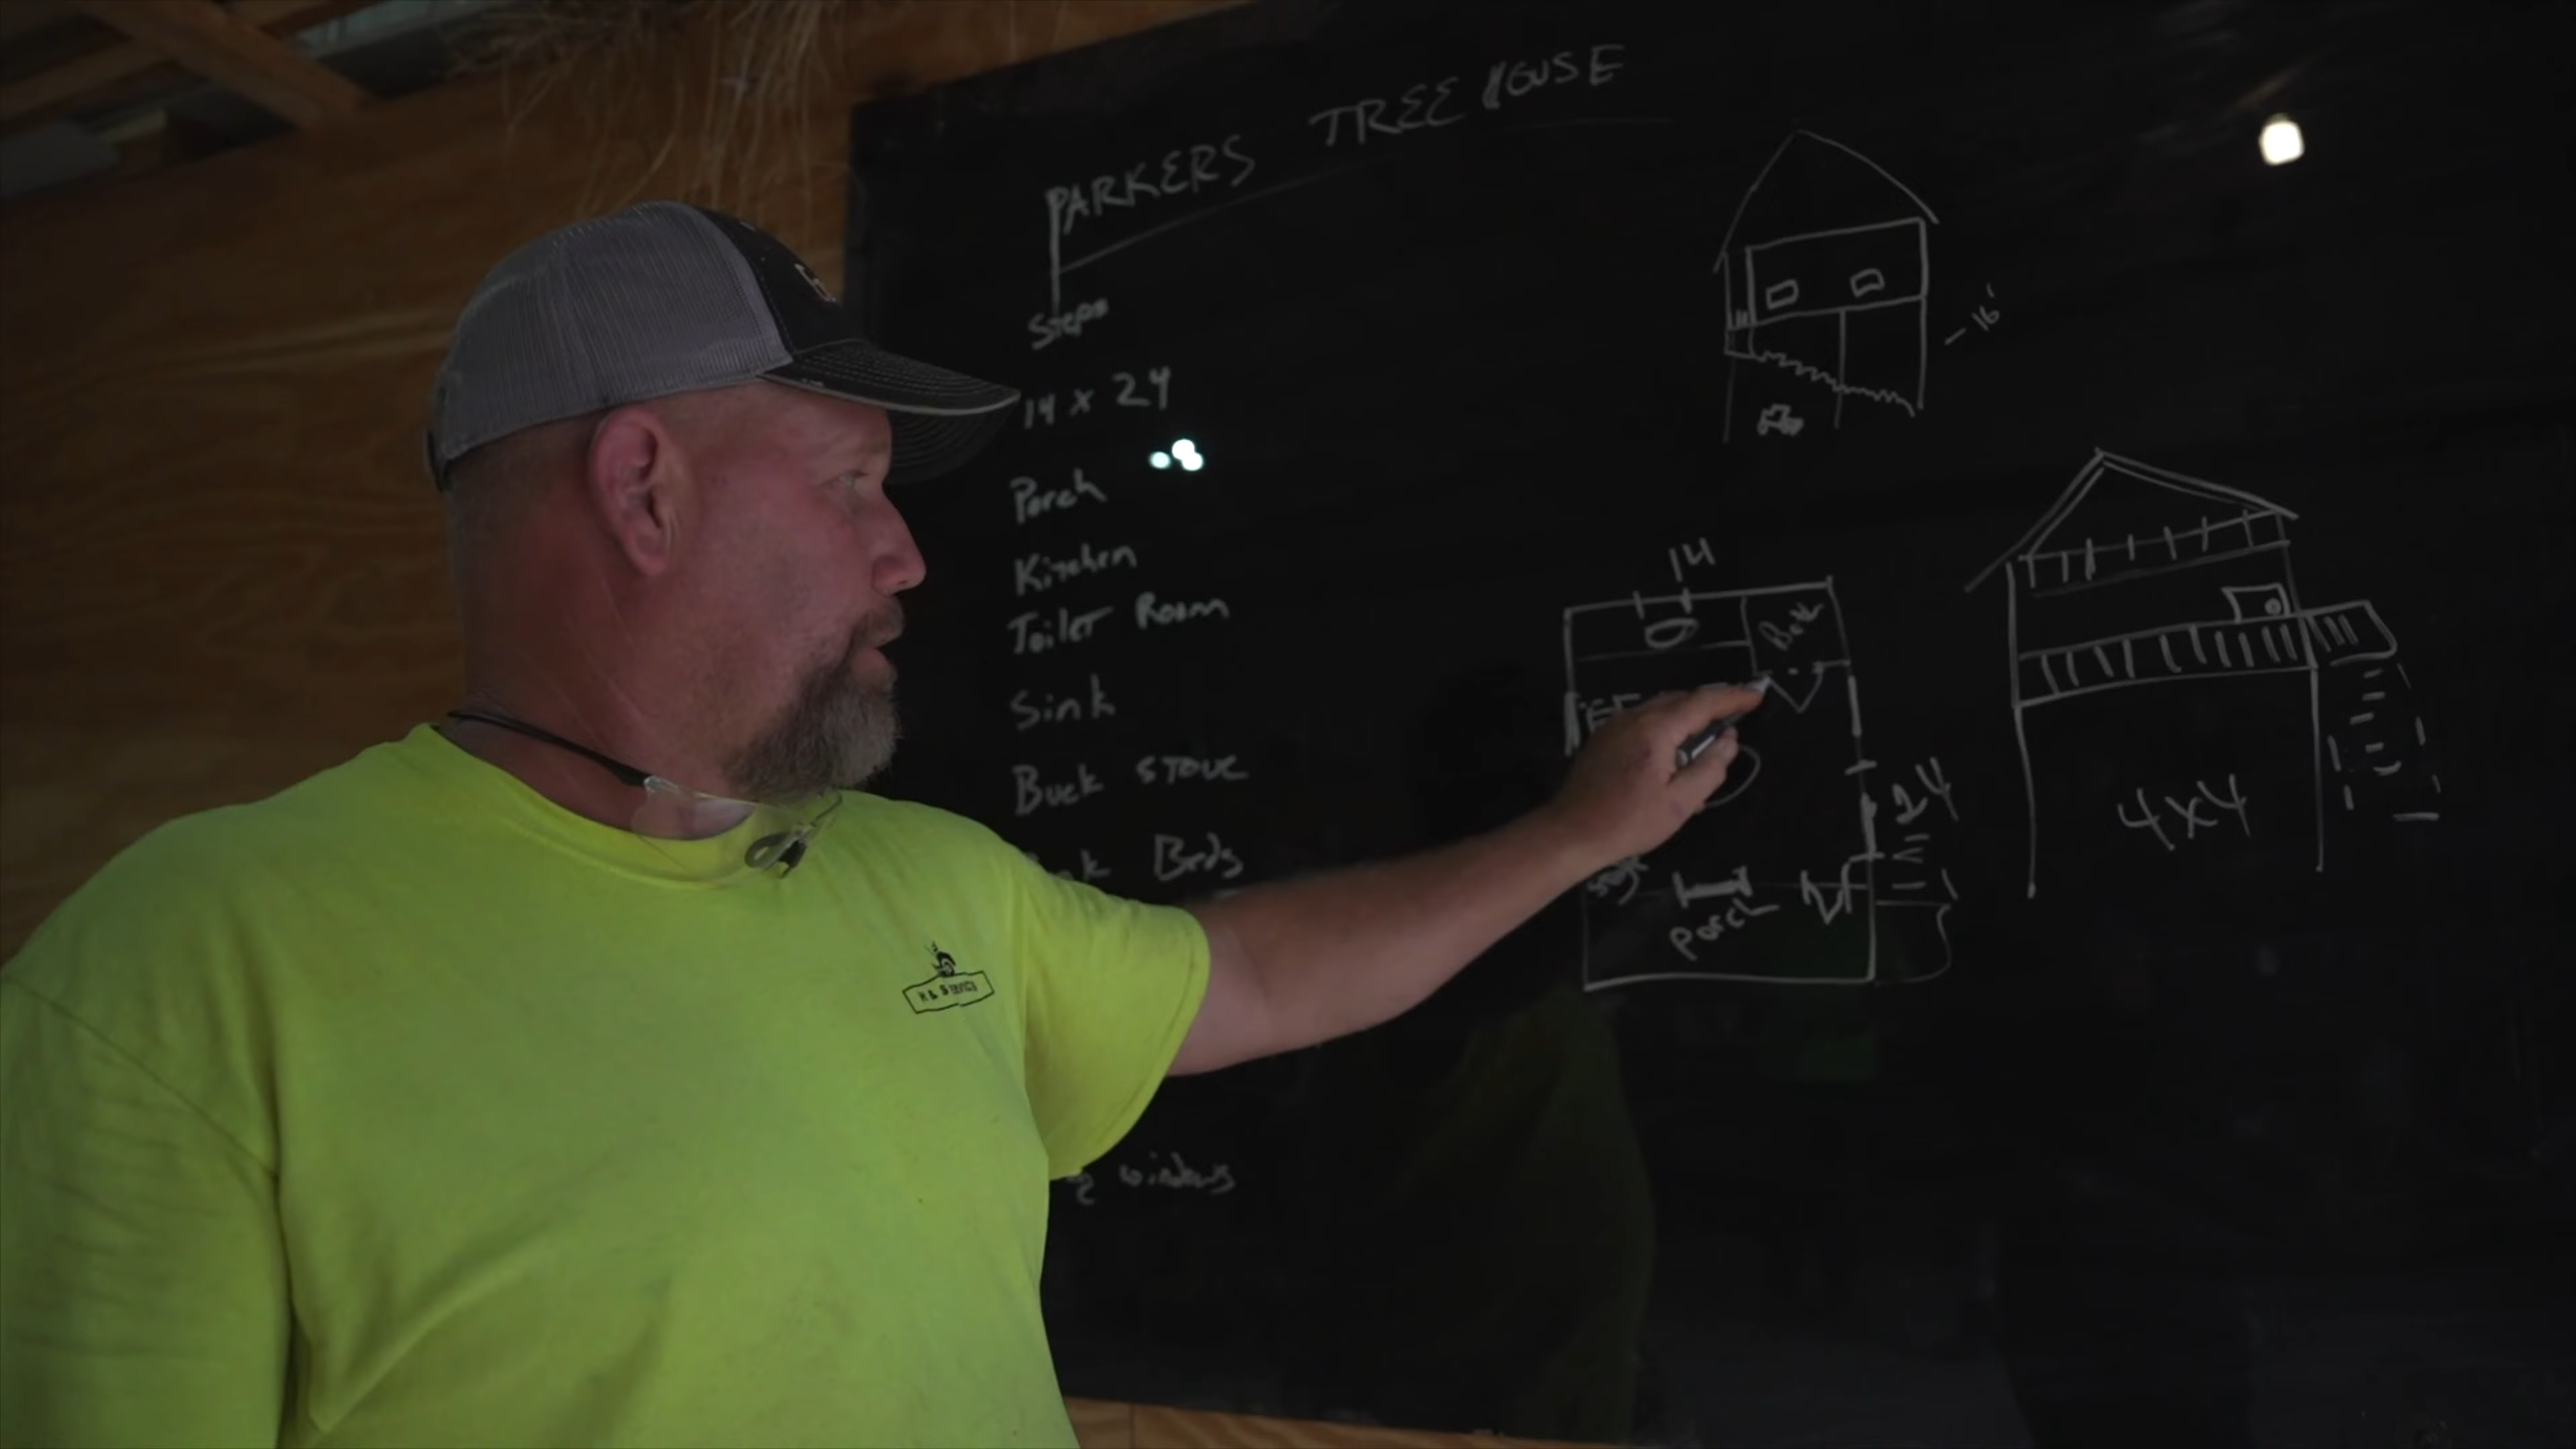 PARKERS TREE HOUSE
Steps
14 x 24
Porch
Kitchen
Toilet Room
Sink
Buck STOVE
Beds
windows
- 16'
14
24
Porch
4x4